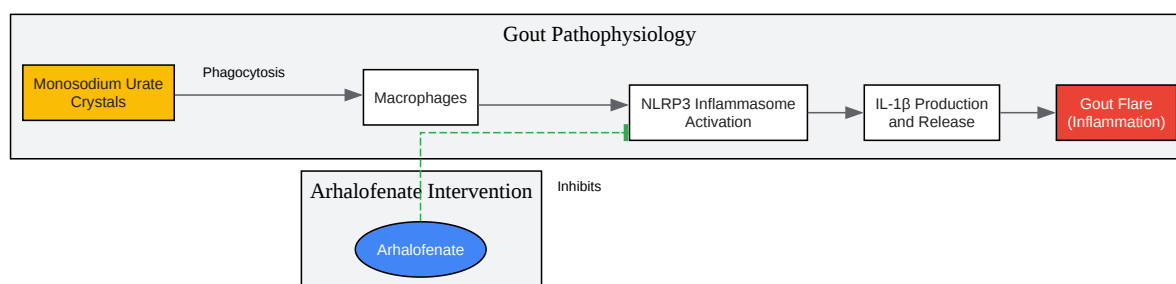 Gout Pathophysiology
Monosodium Urate
Crystals
Phagocytosis
Macrophages
NLRP3 Inflammasome
Activation
IL-1β Production
and Release
Gout Flare
(Inflammation)
Arhalofenate Intervention
Inhibits
Arhalofenate